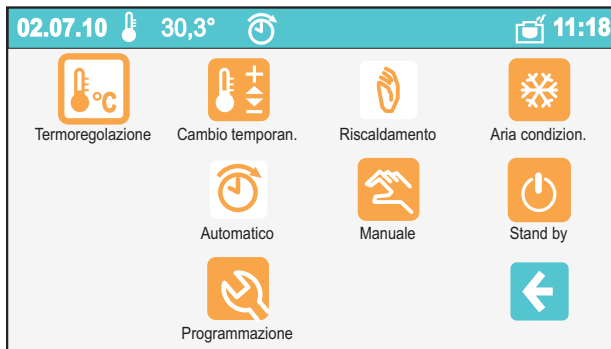 02.07.10 30,3° 11:18
°C
Termoregolazione Cambio temporan. Riscaldamento Aria condizion.
Automatico Manuale Stand by
Programmazione